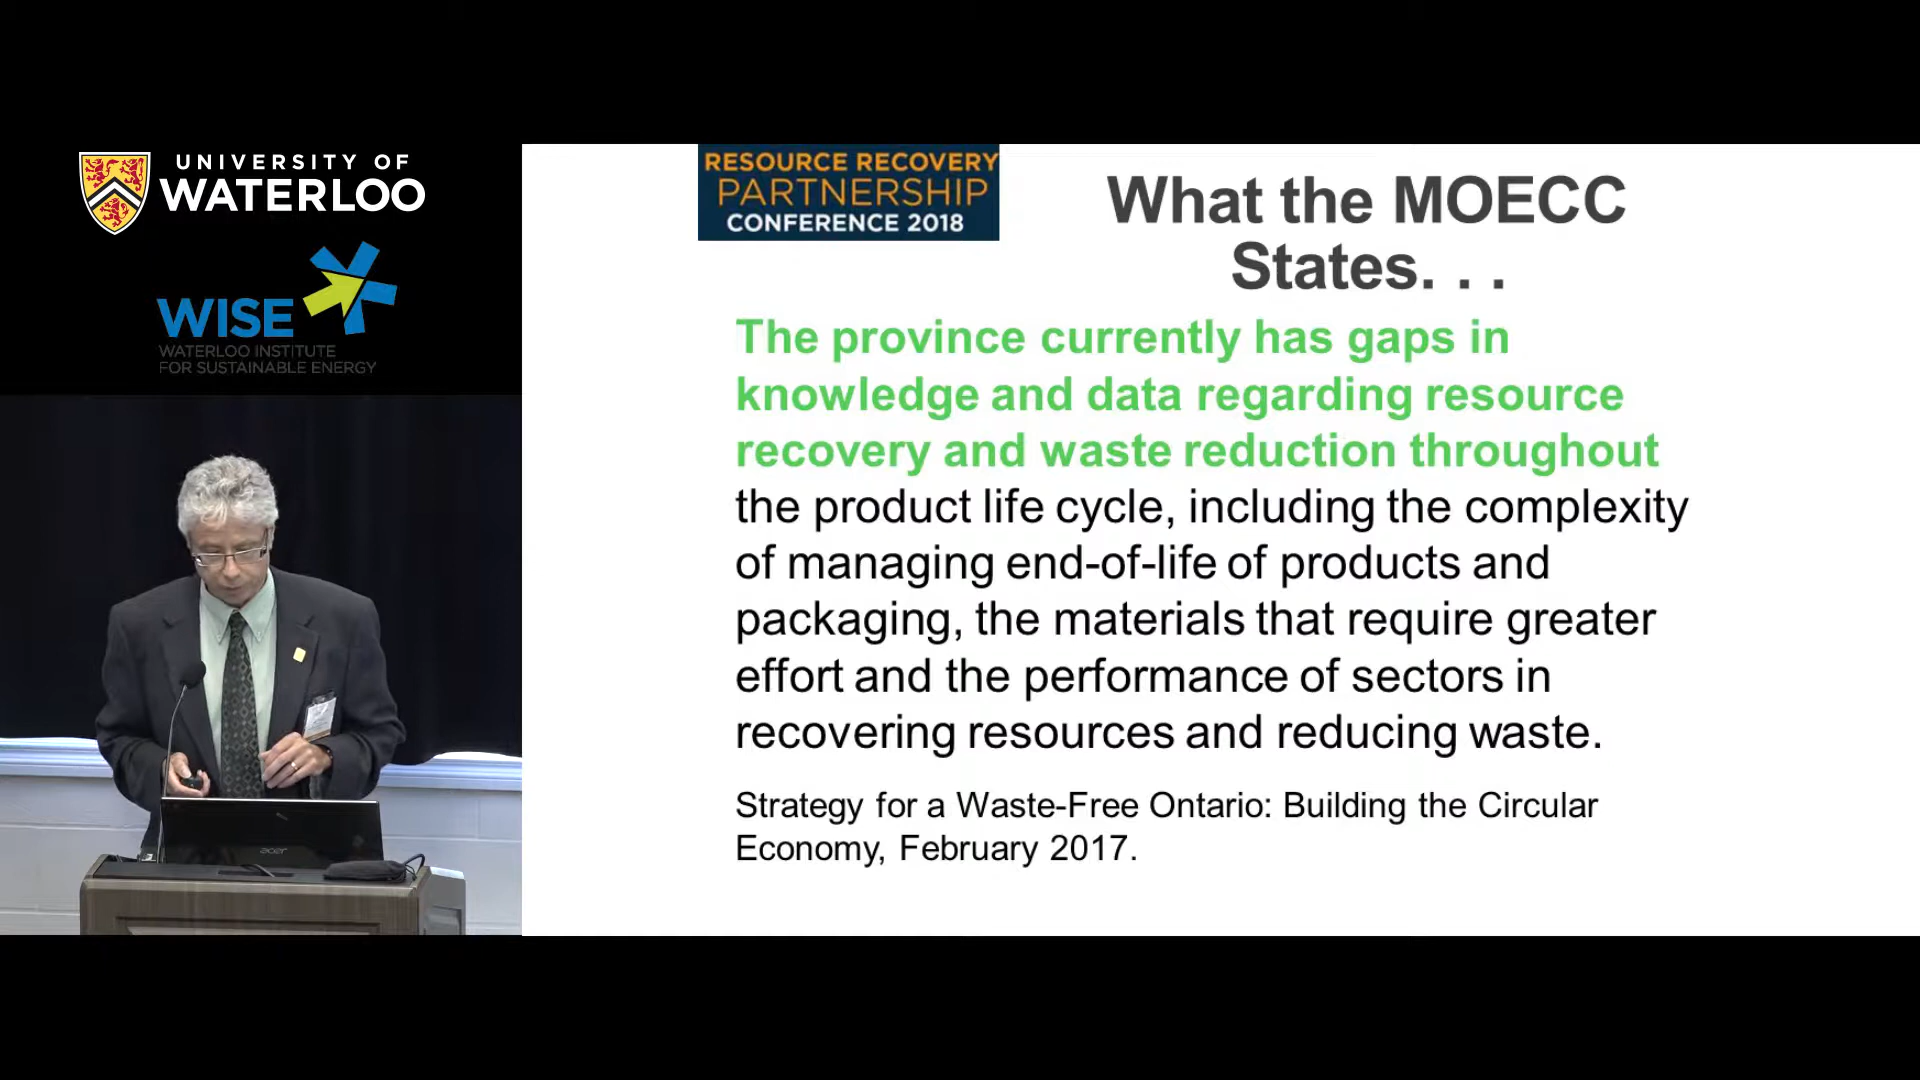 UNIVERSITY OF
WATERLOO
WISE
WATERLOO INSTITUTE
FOR SUSTAINABLE ENERGY
RESOURCE RECOVERY
PARTNERSHIP
CONFERENCE 2018
What the MOECC
States. . .
The province currently has gaps in
knowledge and data regarding resource
recovery and waste reduction throughout
the product life cycle, including the complexity
of managing end-of-life of products and
packaging, the materials that require greater
effort and the performance of sectors in
recovering resources and reducing waste.
Strategy for a Waste-Free Ontario: Building the Circular
Economy, February 2017.
acer